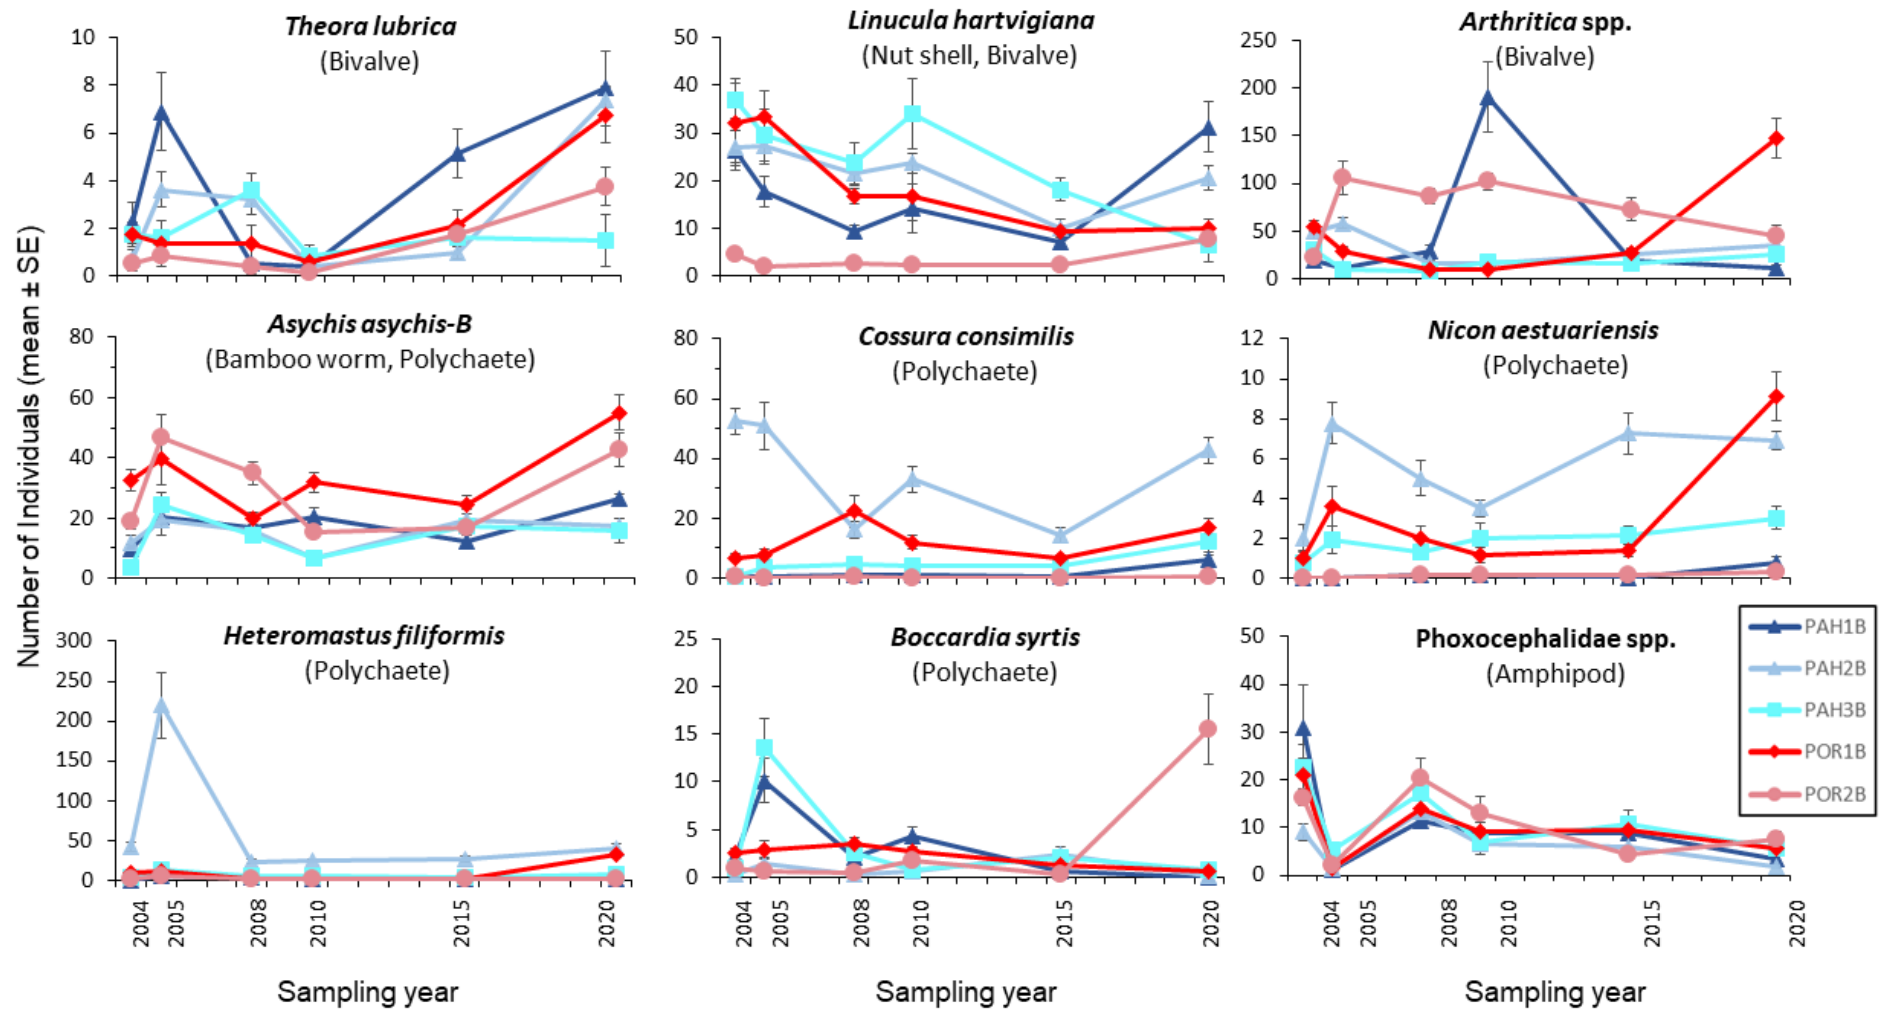 Number of Individuals (mean ± SE)
Theora lubrica
(Bivalve)
10
8
6
4
2
0
Linucula hartvigiana
(Nut shell, Bivalve)
50
40
30
20
10
0
Arthritica spp.
(Bivalve)
250
200
150
100
50
0
Asychis asychis-B
(Bamboo worm, Polychaete)
80
60
40
20
0
Cossura consimilis
(Polychaete)
80
60
40
20
0
Nicon aestuariensis
(Polychaete)
12
10
8
6
4
2
0
Heteromastus filiformis
(Polychaete)
300
250
200
150
100
50
0
2004
2005
2008
2010
2015
2020
Sampling year
Boccardia syrtis
(Polychaete)
25
20
15
10
5
0
2004
2005
2008
2010
2015
2020
Sampling year
Phoxocephalidae spp.
(Amphipod)
50
40
30
20
10
0
2004
2005
2008
2010
2015
2020
Sampling year
PAH1B
PAH2B
PAH3B
POR1B
POR2B